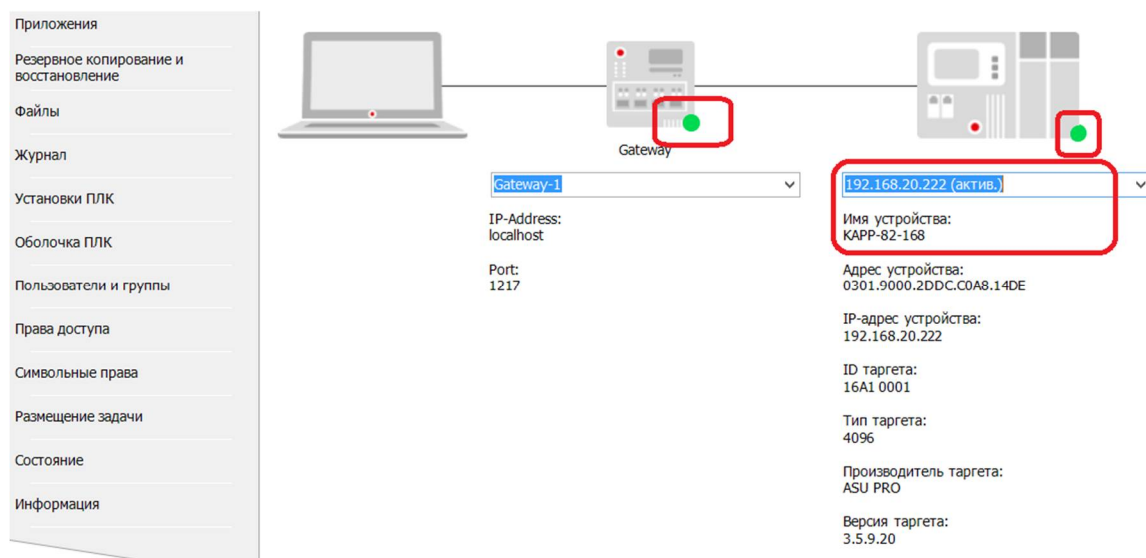 Приложения
Резервное копирование и
восстановление
Файлы
Журнал
Установки ПЛК
Оболочка ПЛК
Пользователи и группы
Права доступа
Символьные права
Размещение задачи
Состояние
Информация
Gateway
Gateway-1
IP-Address:
localhost
Port:
1217
192.168.20.222 (актив.)
Имя устройства:
KAPP-82-168
Адрес устройства:
0301.9000.2DDC.C0A8.14DE
IP-адрес устройства:
192.168.20.222
ID таргета:
16A1 0001
Тип таргета:
4096
Производитель таргета:
ASU PRO
Версия таргета:
3.5.9.20